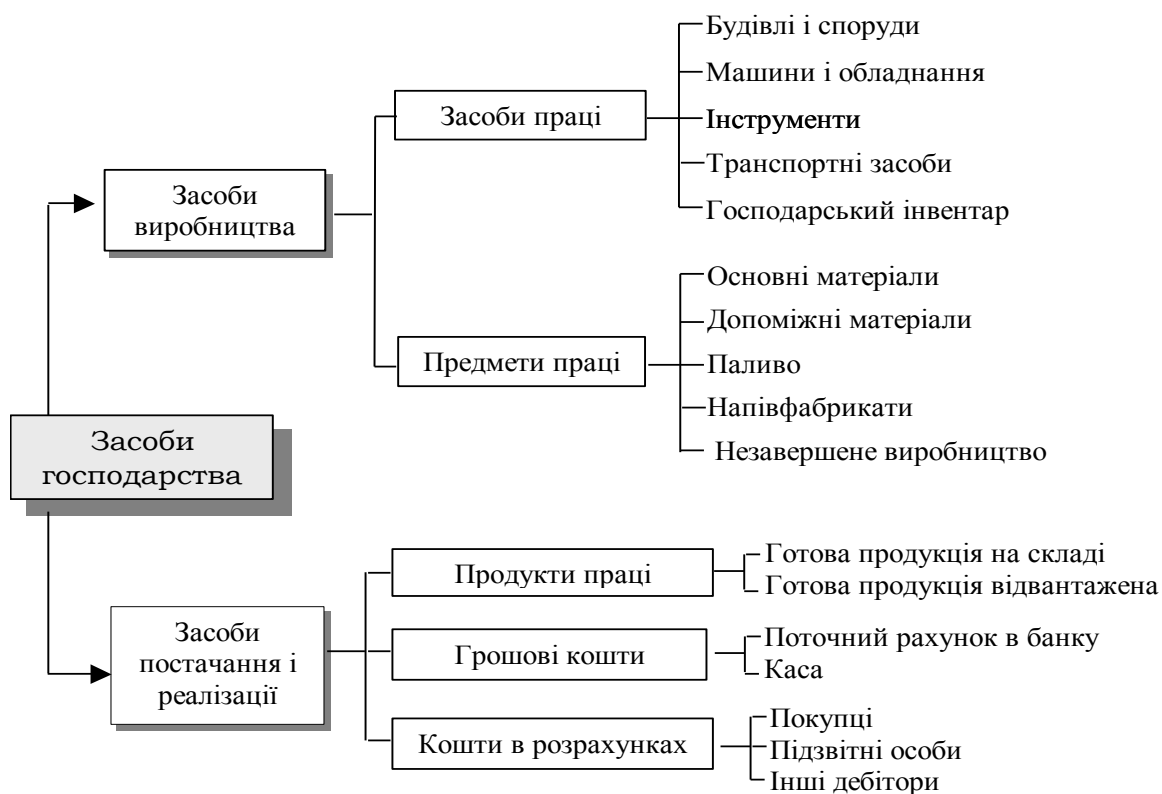 Засоби
господарства
Засоби
виробництва
Засоби праці
Будівлі і споруди
Машини і обладнання
Інструменти
Транспортні засоби
Господарський інвентар
Предмети праці
Основні матеріали
Допоміжні матеріали
Паливо
Напівфабрикати
Незавершене виробництво
Засоби
постачання і
реалізації
Продукти праці
Готова продукція на складі
Готова продукція відвантажена
Грошові кошти
Поточний рахунок в банку
Каса
Кошти в розрахунках
Покупці
Підзвітні особи
Інші дебітори